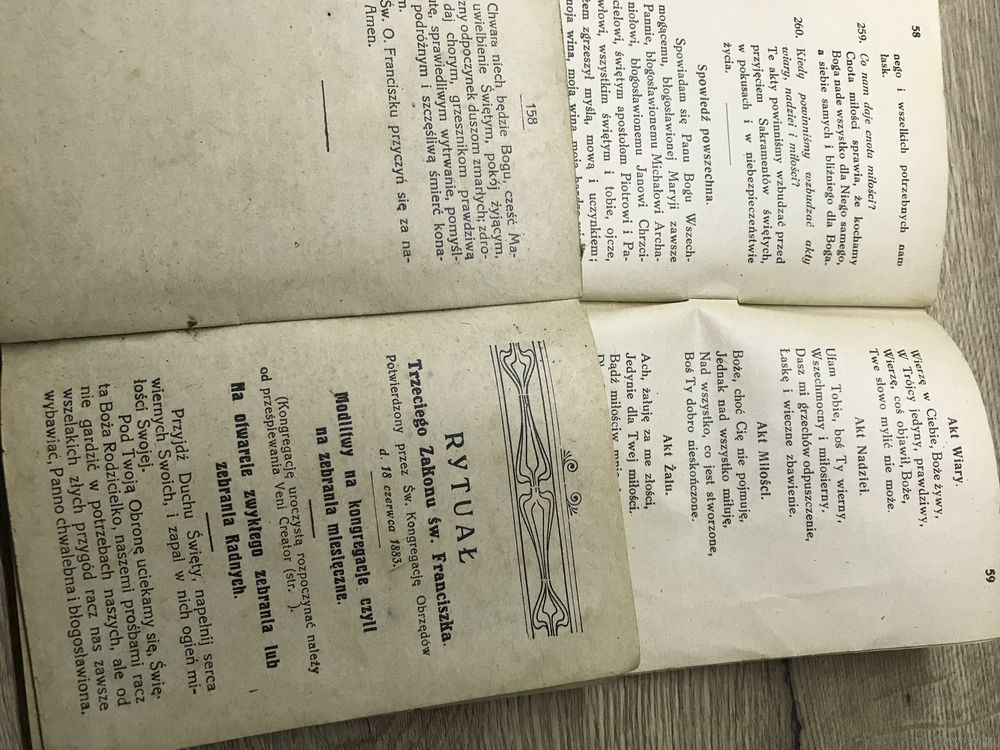 58
nego i wszelkich potrzebnych nam
łask.
259. Co nam daje cnota miłości?
Cnota miłości sprawia, że kochamy
Boga nade wszystko dla Niego samego,
a siebie samych i bliźniego dla Boga.
260. Kiedy powinniśmy wzbudzać akty
wiary, nadziei i miłości?
Te akty powinniśmy wzbudzać przed
przyjęciem Sakramentów świętych,
w pokusach i w niebezpieczeństwie
życia.
Spowiedź powszechna.
Spowiadam się Panu Bogu Wszech-
mogącemu, błogosławionej Maryji zawsze
Pannie, błogosławionemu Michałowi Archa-
niołowi, błogosławionemu Janowi Chrzci-
cielowi, świętym apostołom Piotrowi i Pa-
włowi, wszystkim świętym i tobie, ojcze,
żem zgrzeszył myślą, mową i uczynkiem;
moja wina, moja wina, moja bardzo
59
Akt Wiary.
Wierzę w Ciebie, Boże żywy,
W Trójcy jedyny, prawdziwy,
Wierzę, coś objawił, Boże,
Twe słowo mylić nie może.
Akt Nadziei.
Ufam Tobie, boś Ty wierny,
Wszechmocny i miłosierny.
Dasz mi grzechów odpuszczenie,
Łaskę i wieczne zbawienie.
Akt Miłości.
Boże, choć Cię nie pojmuję,
Jednak nad wszystko miłuję,
Nad wszystko, co jest stworzone,
Boś Ty dobro nieskończone.
Akt Żalu.
Ach, żałuję za me złości,
Jedynie dla Twej miłości.
Bądź miłościw
158
Chwała niech będzie Bogu, cześć Ma-
uwielbienie Świętym, pokój żyjącym,
zny odpoczynek duszom zmarłych; zdro-
daj chorym, grzesznikom prawdziwą
tę, sprawiedliwym wytrwanie, pomyśl-
podróżnym i szczęśliwą śmierć kona-
m.
Św. O. Franciszku przyczyń się za na-
Amen.
RYTUAŁ
Trzeciego Zakonu św. Franciszka.
Potwierdzony przez Św. Kongregację Obrzędów
d. 18 czerwca 1883.
Modlitwy na kongregacje czyli
na zebrania miesięczne.
(Kongregację uroczystą rozpoczynać należy
od prześpiewania Veni Creator (str. ).
Na otwarcie zwykłego zebrania lub
zebrania Radnych.
Przyjdź Duchu Święty, napełnij serca
wiernych Swoich, i zapal w nich ogień mi-
łości Swojej.
Pod Twoją Obronę uciekamy się, Świę-
ta Boża Rodzicielko, naszemi prośbami racz
nie gardzić w potrzebach naszych, ale od
wszelakich złych przygód racz nas zawsze
wybawiać, Panno chwalebna i błogosławiona.